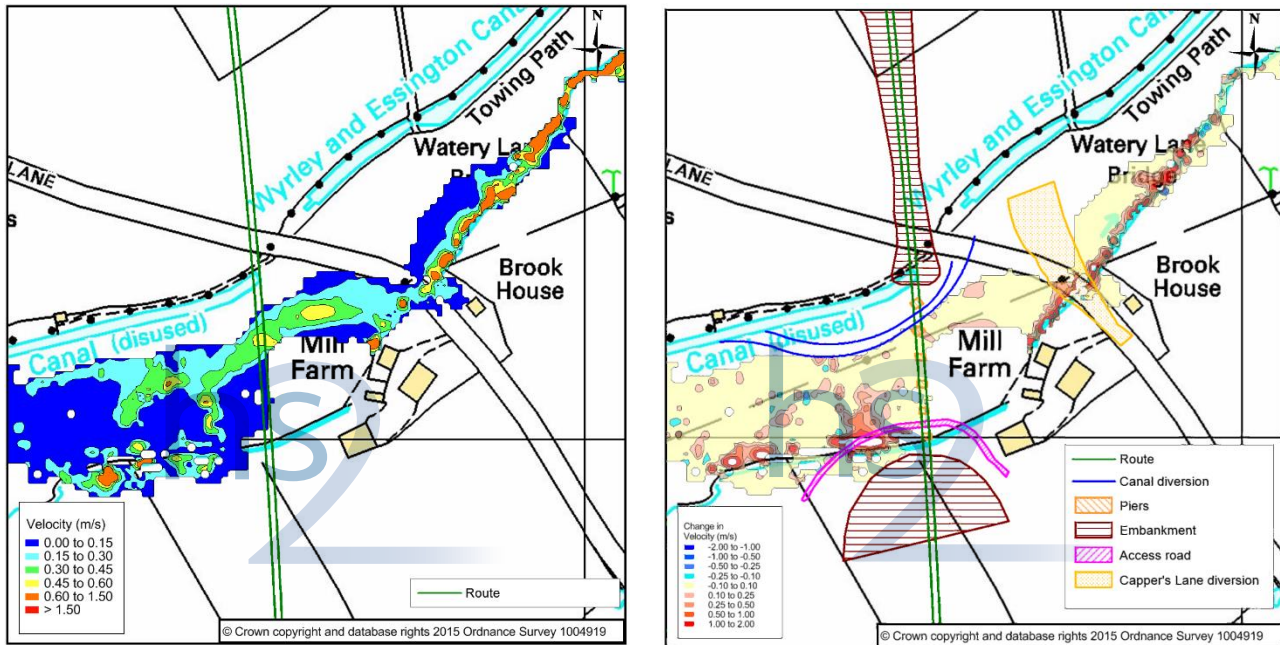 N
Wyrley and Essington Cana
Towing Path
Watery La
B
LANE
s
Brook
House
Canal (disused)
Mill
Farm
hs2
Velocity (m/s)
0.00 to 0.15
0.15 to 0.30
0.30 to 0.45
0.45 to 0.60
0.60 to 1.50
> 1.50
Route
© Crown copyright and database rights 2015 Ordnance Survey 1004919
N
Wyrley and Essington Can
Towing Path
Watery Lane
Bridge
LANE
s
Brook
House
Canal (disused)
Mill
Farm
hs2
Change in
Velocity (m/s)
-2.00 to -1.00
-1.00 to -0.50
-0.50 to -0.25
-0.25 to -0.10
-0.10 to 0.10
0.10 to 0.25
0.25 to 0.50
0.50 to 1.00
1.00 to 2.00
Route
Canal diversion
Piers
Embankment
Access road
Capper's Lane diversion
© Crown copyright and database rights 2015 Ordnance Survey 1004919